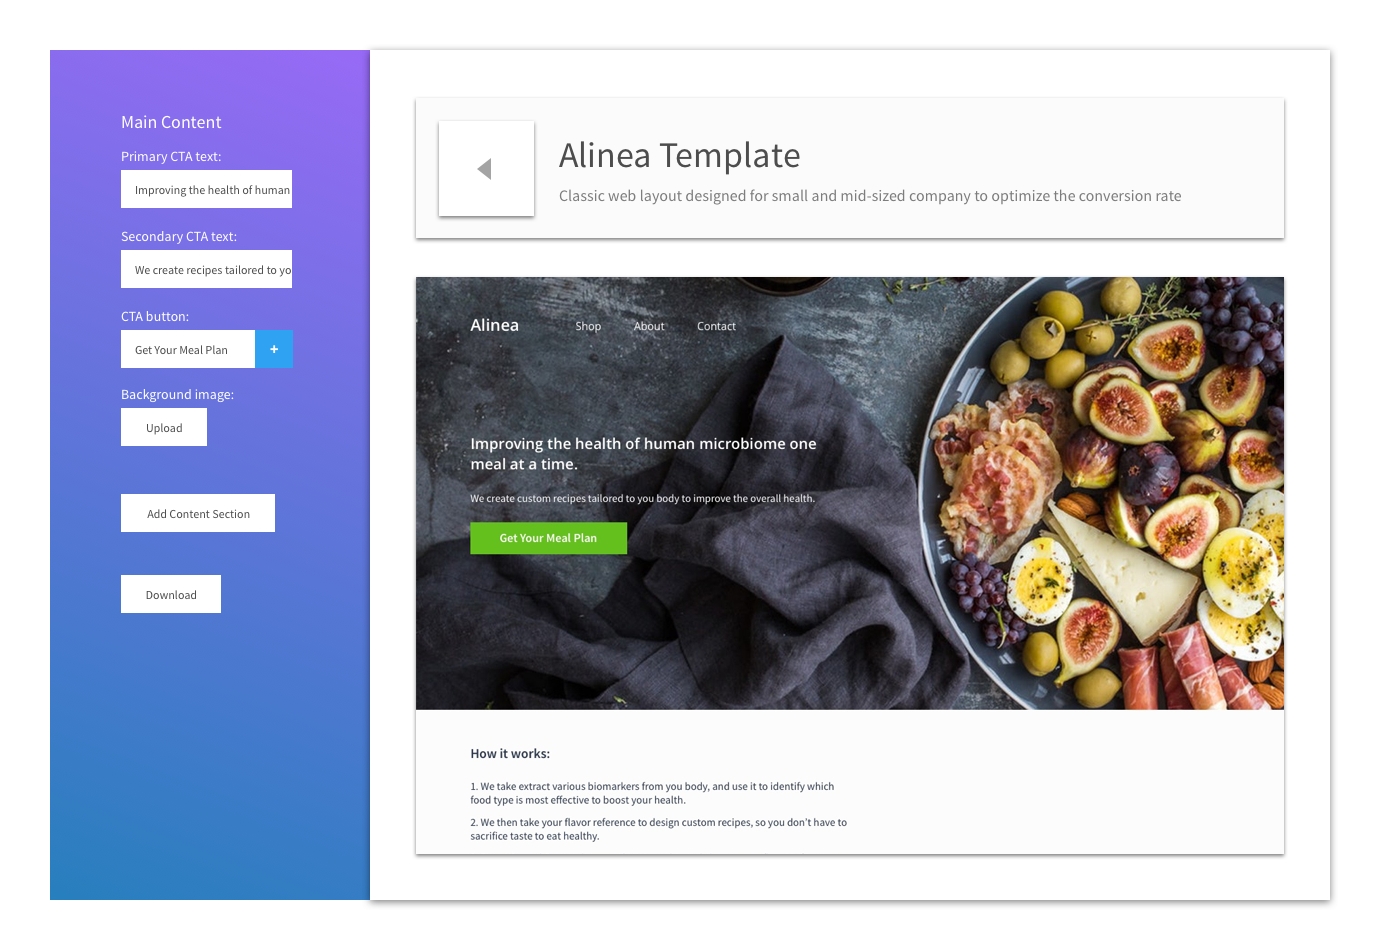 Main Content
Primary CTA text:
Improving the health of human
Secondary CTA text:
We create recipes tailored to yo
CTA button:
Get Your Meal Plan
+
Background image:
Upload
Add Content Section
Download
Alinea Template
Classic web layout designed for small and mid-sized company to optimize the conversion rate
Alinea Shop About Contact
Improving the health of human microbiome one
meal at a time.
We create custom recipes tailored to you body to improve the overall health.
Get Your Meal Plan
How it works:
1. We take extract various biomarkers from you body, and use it to identify which
food type is most effective to boost your health.
2. We then take your flavor reference to design custom recipes, so you don't have to
sacrifice taste to eat healthy.